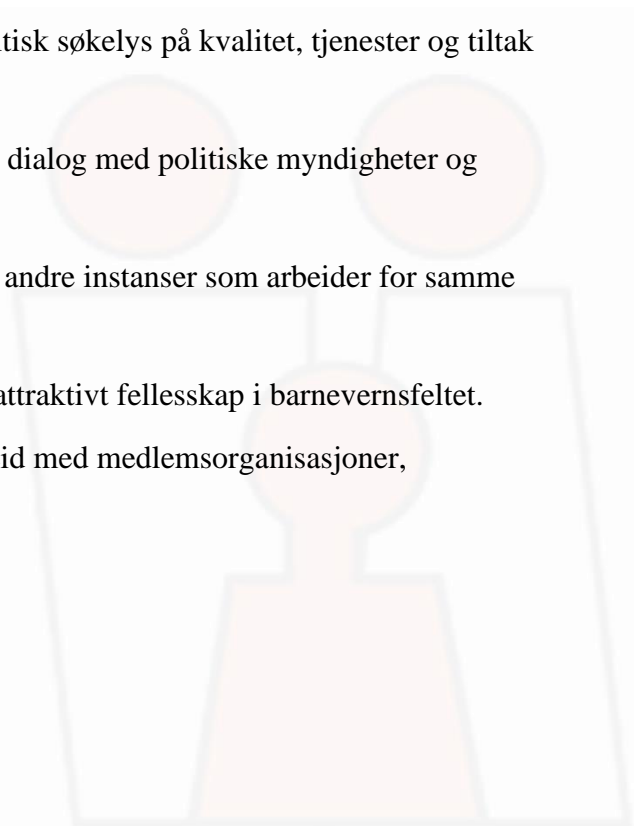 tisk søkelys på kvalitet, tjenester og tiltak
dialog med politiske myndigheter og
andre instanser som arbeider for samme
attraktivt fellesskap i barnevernsfeltet.
id med medlemsorganisasjoner,